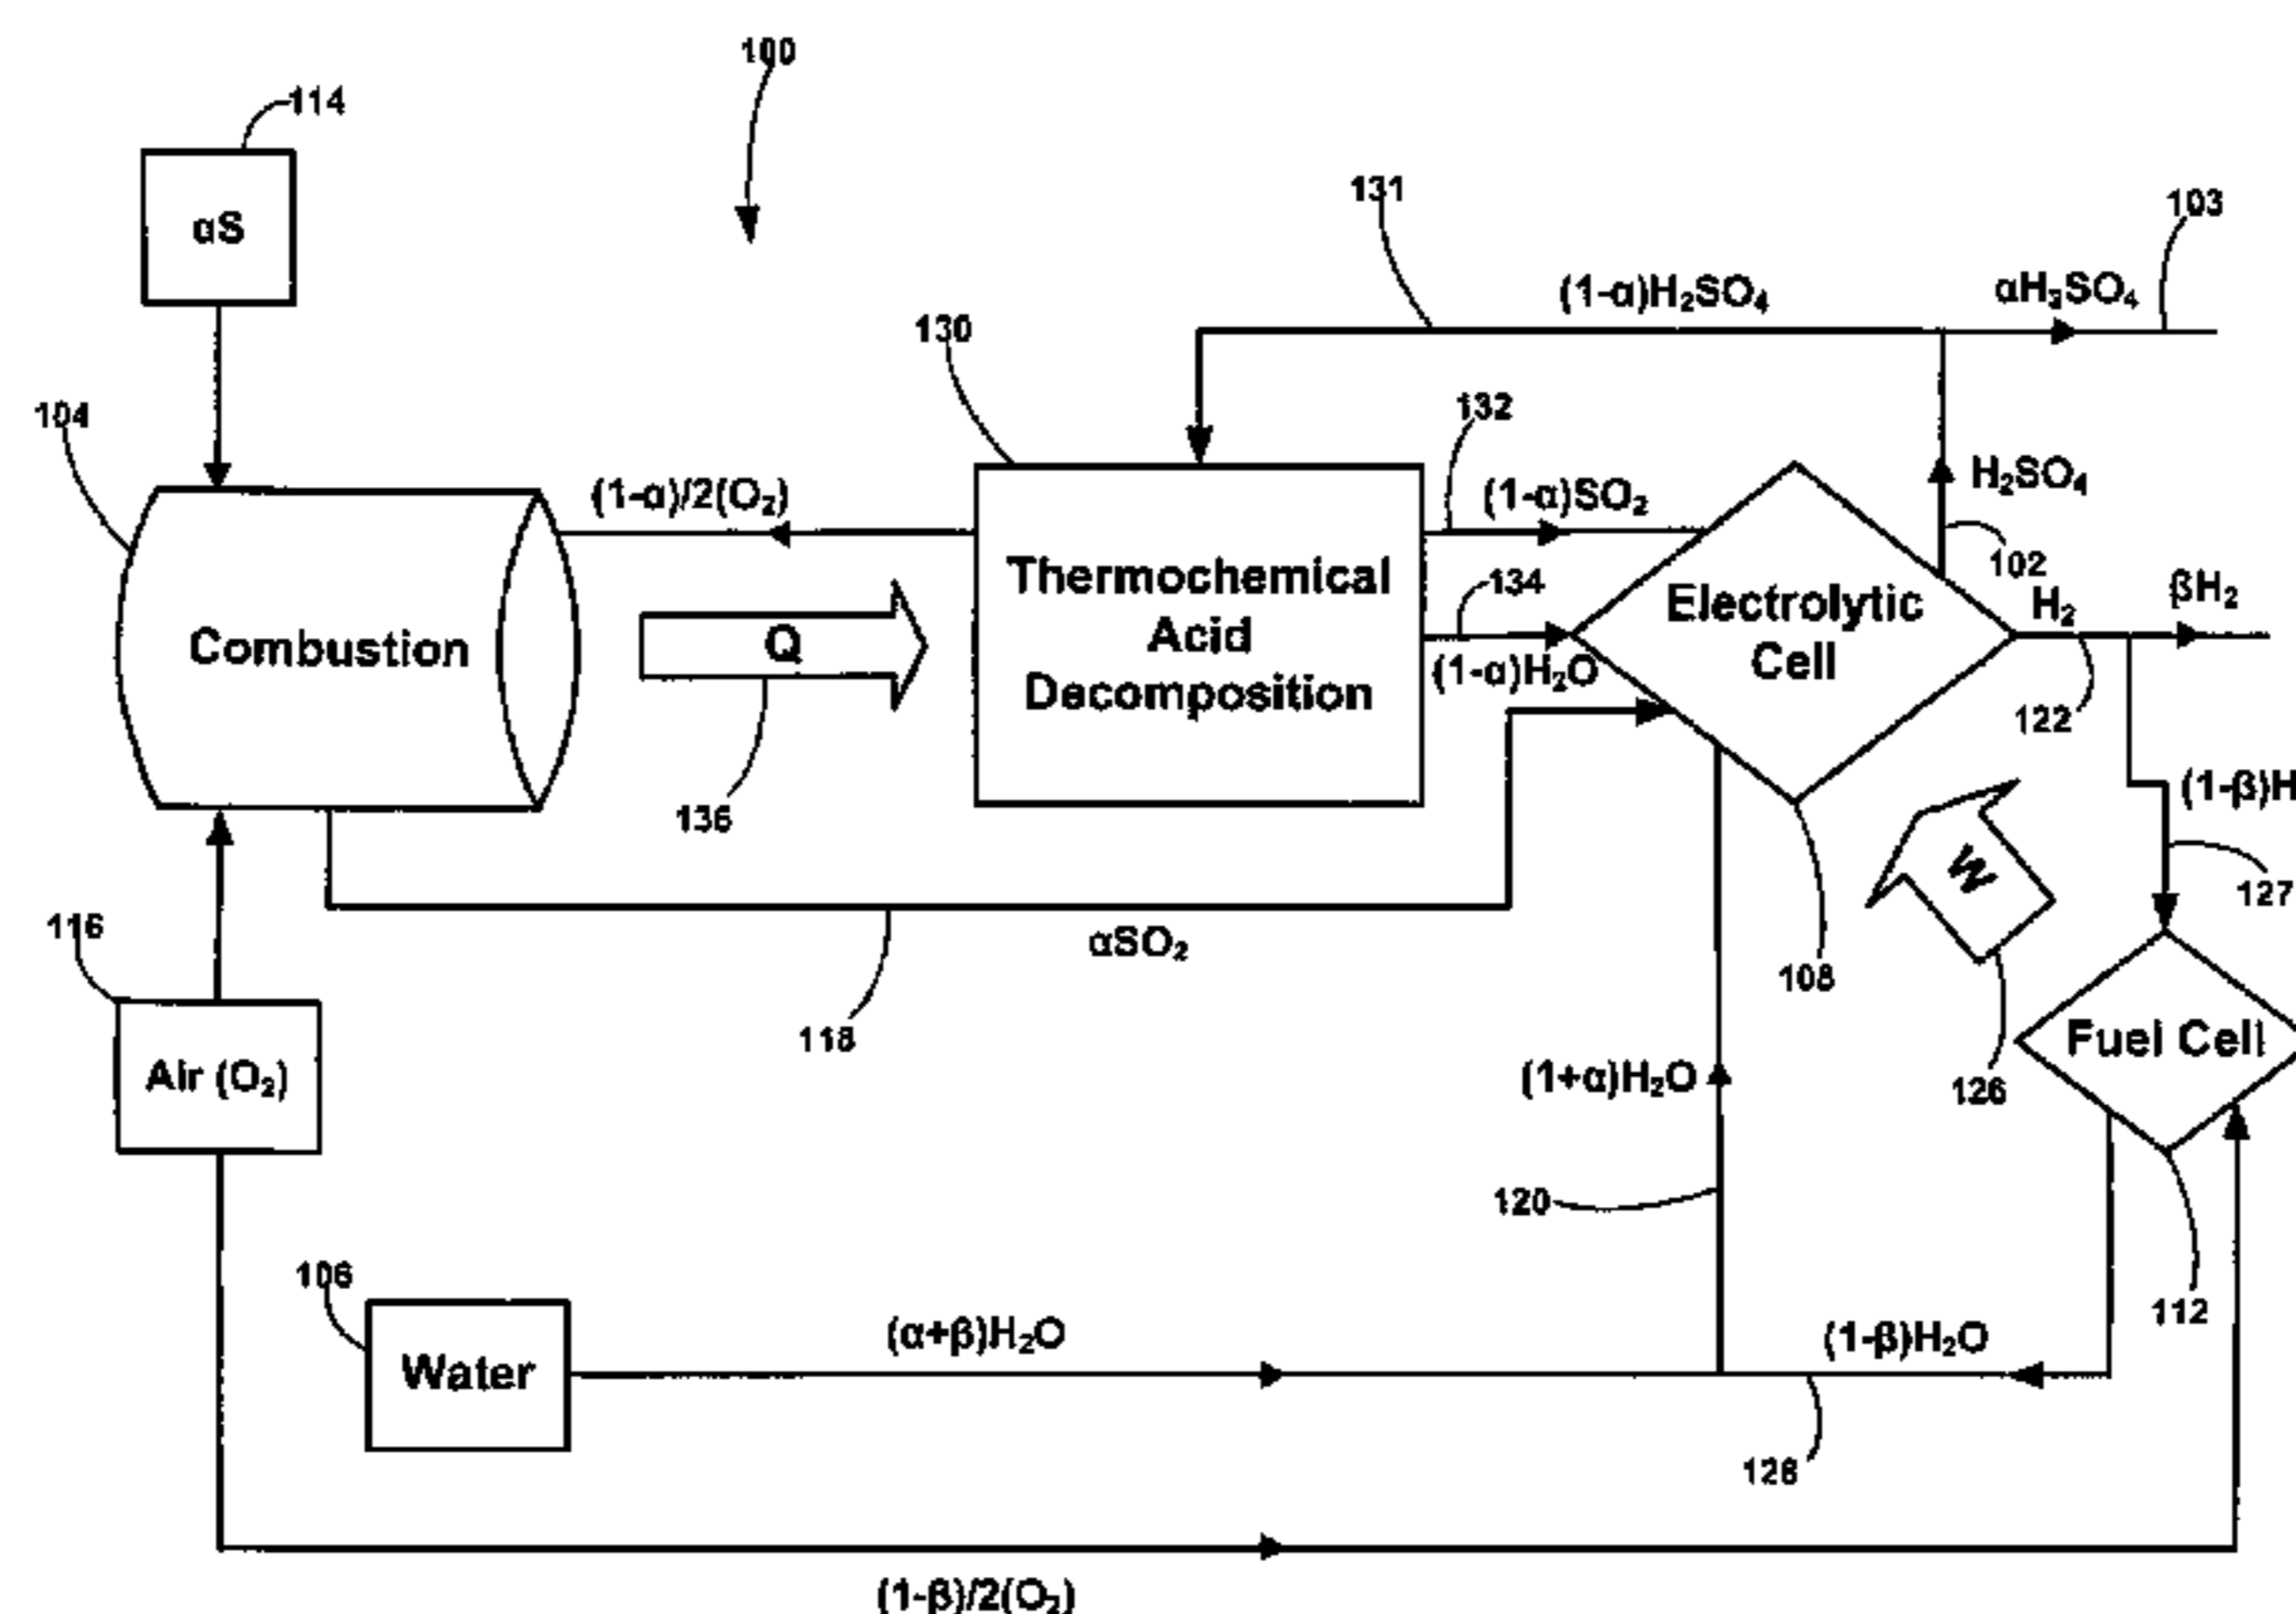 100
114
αS
131
103
(1-α)H₂SO₄
αH₃SO₄
130
132
104
(1-α)/2(O₂)
(1-α)SO₂
H₂SO₄
102
Thermochemical
Acid
Decomposition
134
Electrolytic
Cell
H₂
βH₂
Combustion
Q
(1-α)H₂O
122
136
(1-β)H
W
127
116
αSO₂
108
118
Air (O₂)
(1+α)H₂O
Fuel Cell
126
120
106
112
(α+β)H₂O
(1-β)H₂O
Water
128
(1-β)/2(O₂)